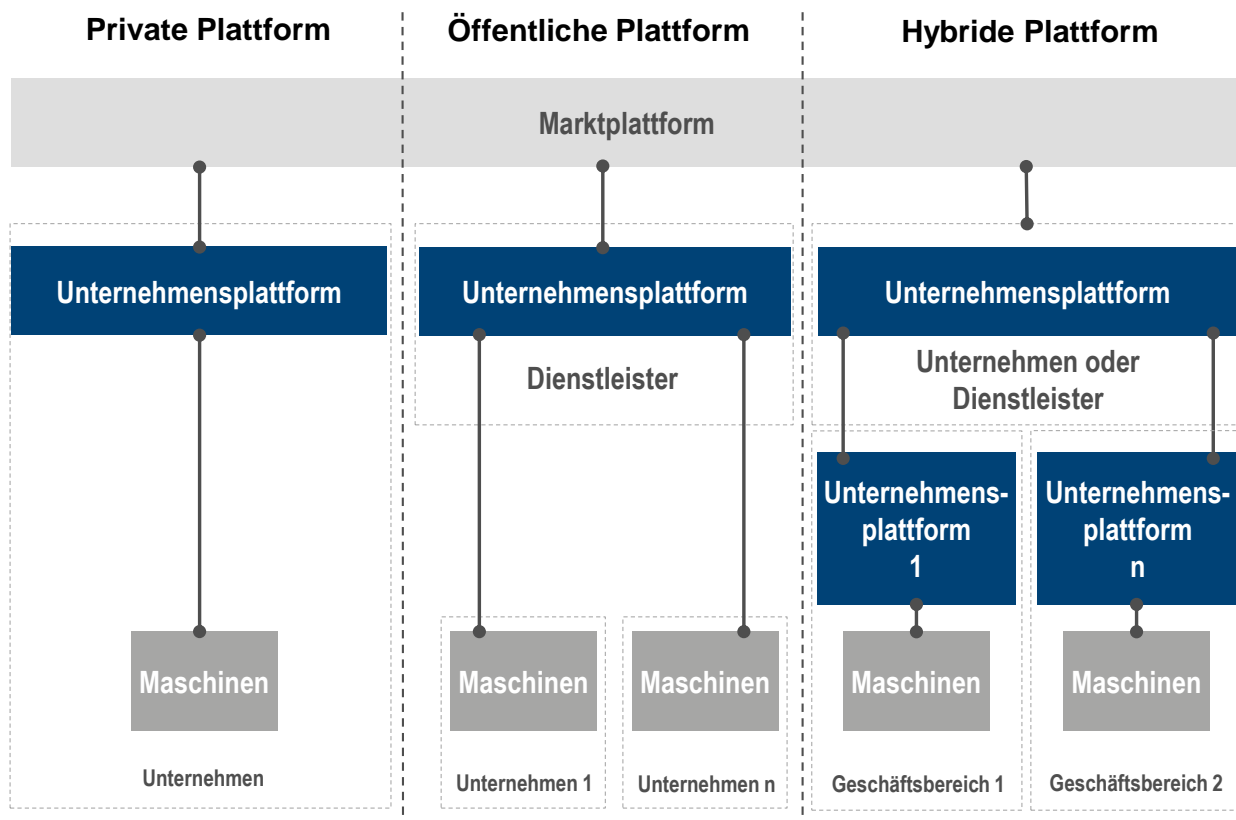 Private Plattform
Öffentliche Plattform
Hybride Plattform
Marktplattform
Unternehmensplattform
Unternehmensplattform
Unternehmensplattform
Dienstleister
Unternehmen oder
Dienstleister
Unternehmens-
plattform
1
Unternehmens-
plattform
n
Maschinen
Maschinen
Maschinen
Maschinen
Maschinen
Unternehmen
Unternehmen 1
Unternehmen n
Geschäftsbereich 1
Geschäftsbereich 2